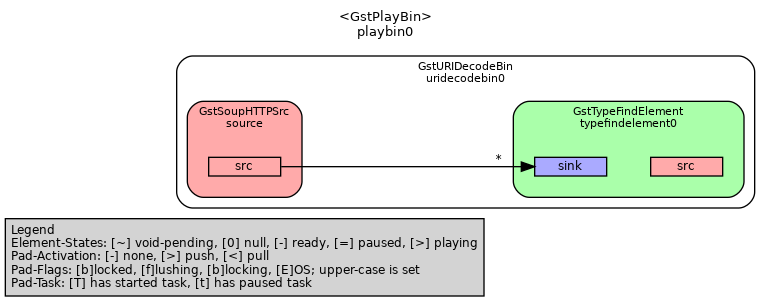 <GstPlayBin>
playbin0
GstURIDecodeBin
uridecodebin0
GstSoupHTTPSrc
source
src
*
GstTypeFindElement
typefindelement0
sink
src
Legend
Element-States: [~] void-pending, [0] null, [-] ready, [=] paused, [>] playing
Pad-Activation: [-] none, [>] push, [<] pull
Pad-Flags: [b]locked, [f]lushing, [b]locking, [E]OS; upper-case is set
Pad-Task: [T] has started task, [t] has paused task